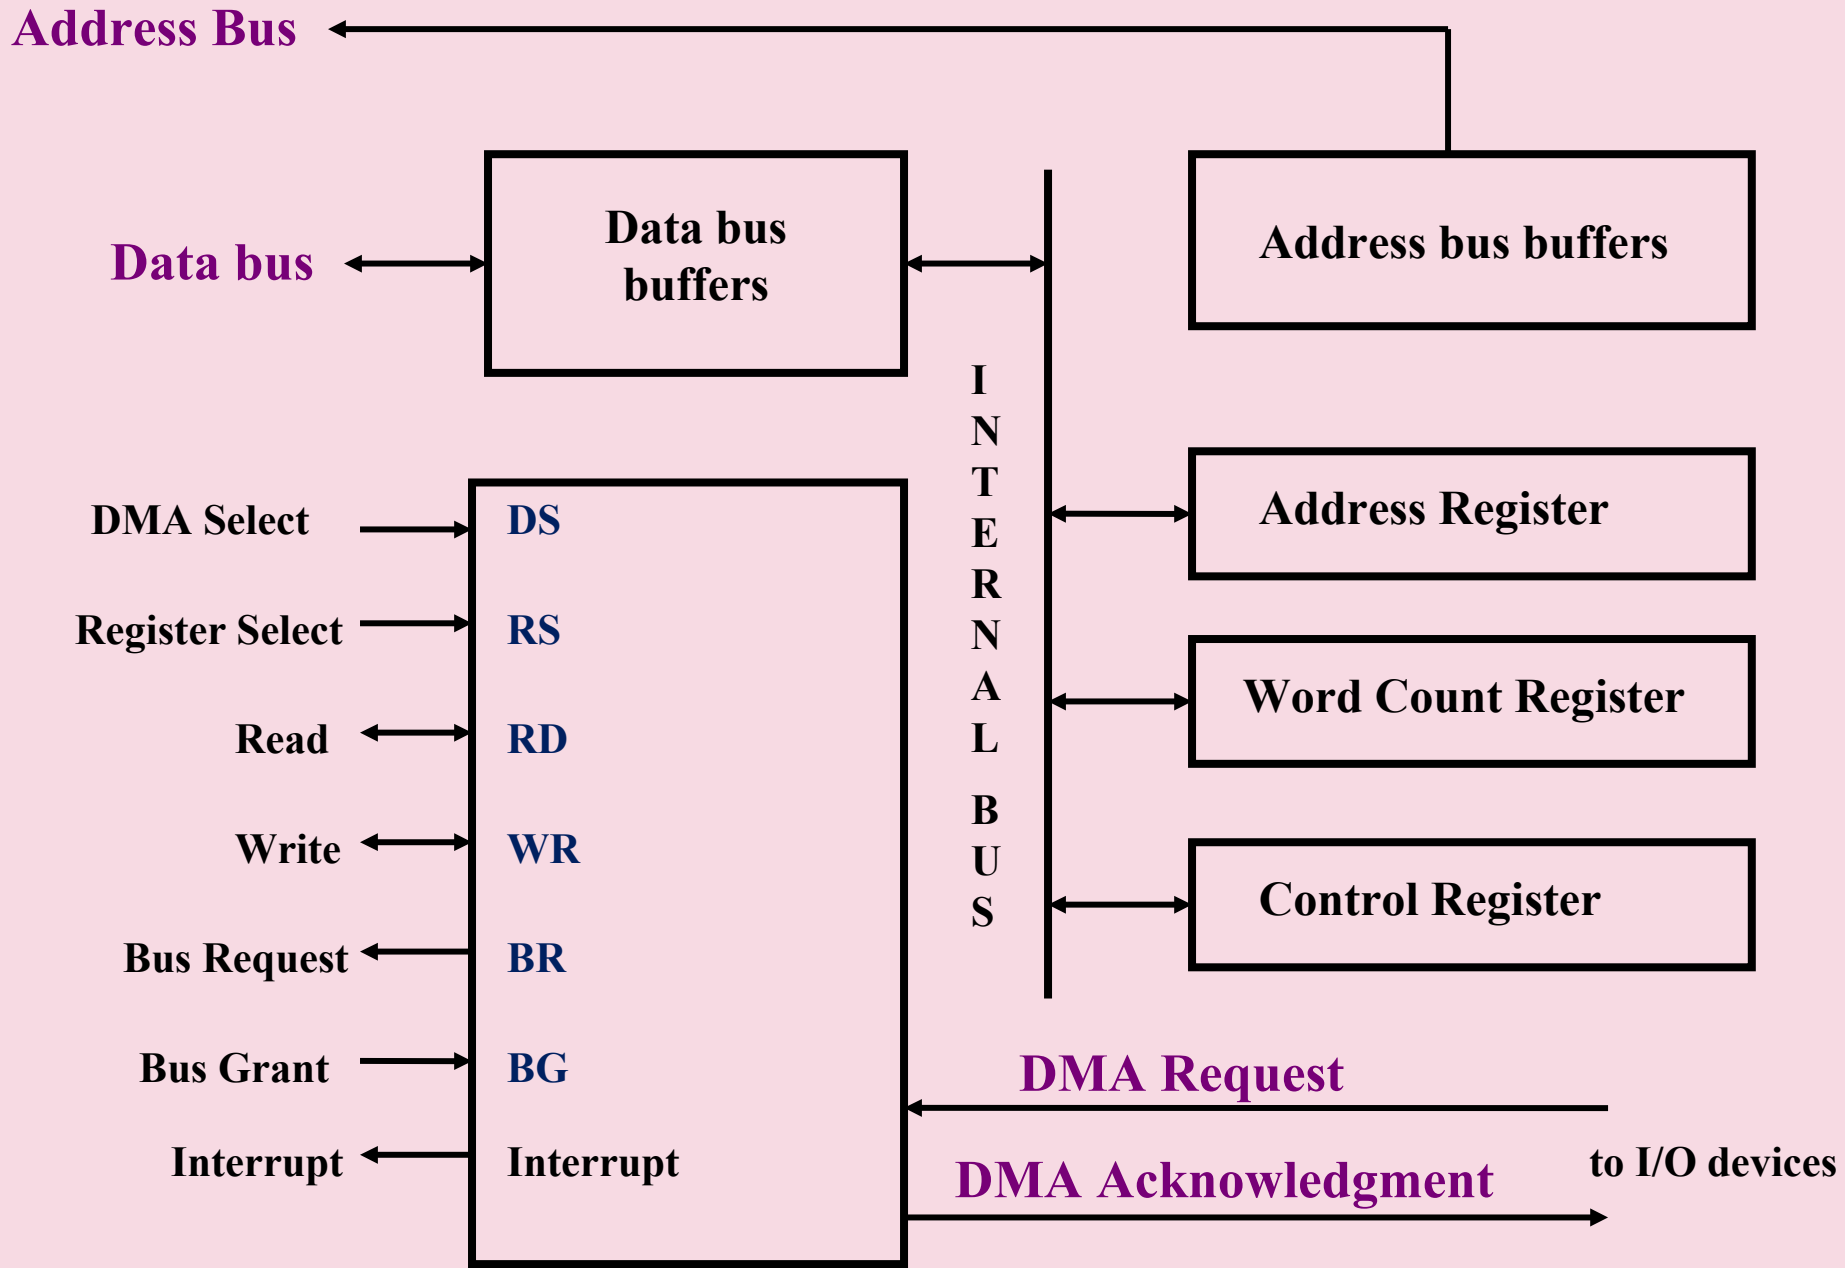 Address Bus
Data bus
Data bus
buffers
Address bus buffers
I
N
T
E
R
N
A
L
B
U
S
Address Register
Word Count Register
Control Register
DMA Select
DS
Register Select
RS
Read
RD
Write
WR
Bus Request
BR
Bus Grant
BG
Interrupt
Interrupt
DMA Request
to I/O devices
DMA Acknowledgment